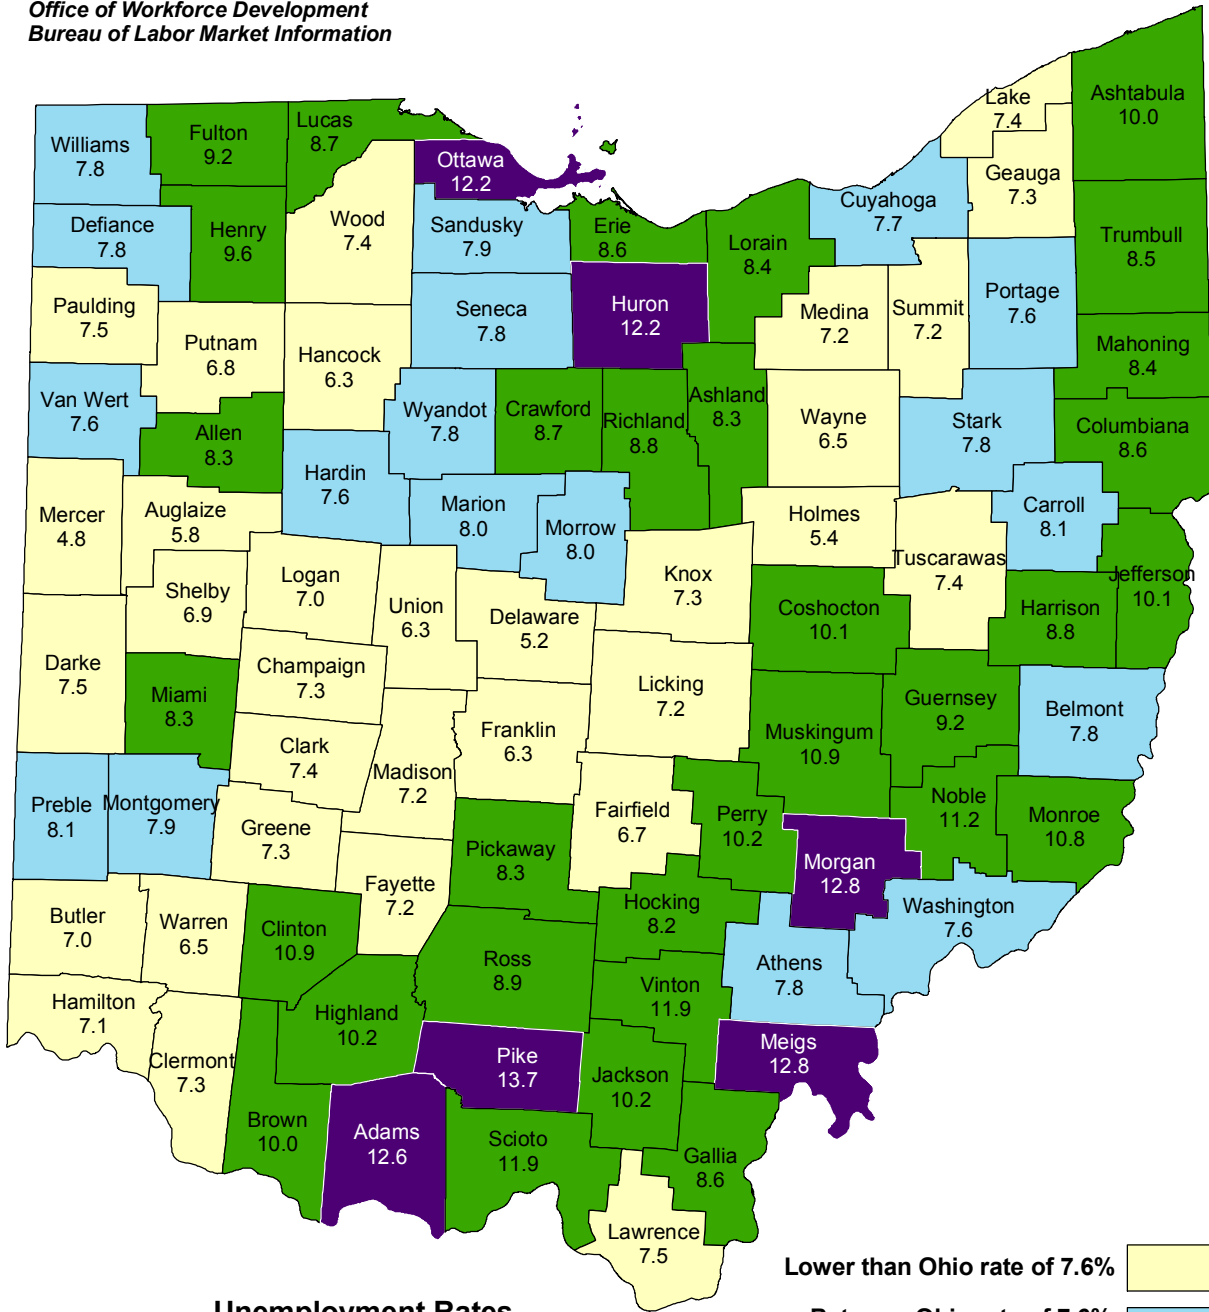 Office of Workforce Development
Bureau of Labor Market Information
Lake
7.4
Ashtabula
10.0
Williams
7.8
Fulton
9.2
Lucas
8.7
Ottawa
12.2
Geauga
7.3
Defiance
7.8
Henry
9.6
Wood
7.4
Sandusky
7.9
Erie
8.6
Lorain
8.4
Cuyahoga
7.7
Trumbull
8.5
Paulding
7.5
Putnam
6.8
Hancock
6.3
Seneca
7.8
Huron
12.2
Medina
7.2
Summit
7.2
Portage
7.6
Mahoning
8.4
Van Wert
7.6
Allen
8.3
Wyandot
7.8
Crawford
8.7
Richland
8.8
Ashland
8.3
Wayne
6.5
Stark
7.8
Columbiana
8.6
Hardin
7.6
Mercer
4.8
Auglaize
5.8
Marion
8.0
Morrow
8.0
Holmes
5.4
Carroll
8.1
Tuscarawas
7.4
Jefferson
10.1
Shelby
6.9
Logan
7.0
Union
6.3
Delaware
5.2
Knox
7.3
Coshocton
10.1
Harrison
8.8
Darke
7.5
Miami
8.3
Champaign
7.3
Licking
7.2
Guernsey
9.2
Belmont
7.8
Clark
7.4
Madison
7.2
Franklin
6.3
Muskingum
10.9
Preble
8.1
Montgomery
7.9
Greene
7.3
Fairfield
6.7
Perry
10.2
Noble
11.2
Monroe
10.8
Pickaway
8.3
Morgan
12.8
Fayette
7.2
Hocking
8.2
Washington
7.6
Butler
7.0
Warren
6.5
Clinton
10.9
Ross
8.9
Athens
7.8
Vinton
11.9
Hamilton
7.1
Highland
10.2
Clermont
7.3
Pike
13.7
Jackson
10.2
Meigs
12.8
Brown
10.0
Adams
12.6
Scioto
11.9
Gallia
8.6
Lawrence
7.5
Lower than Ohio rate of 7.6%
Unemployment Rates